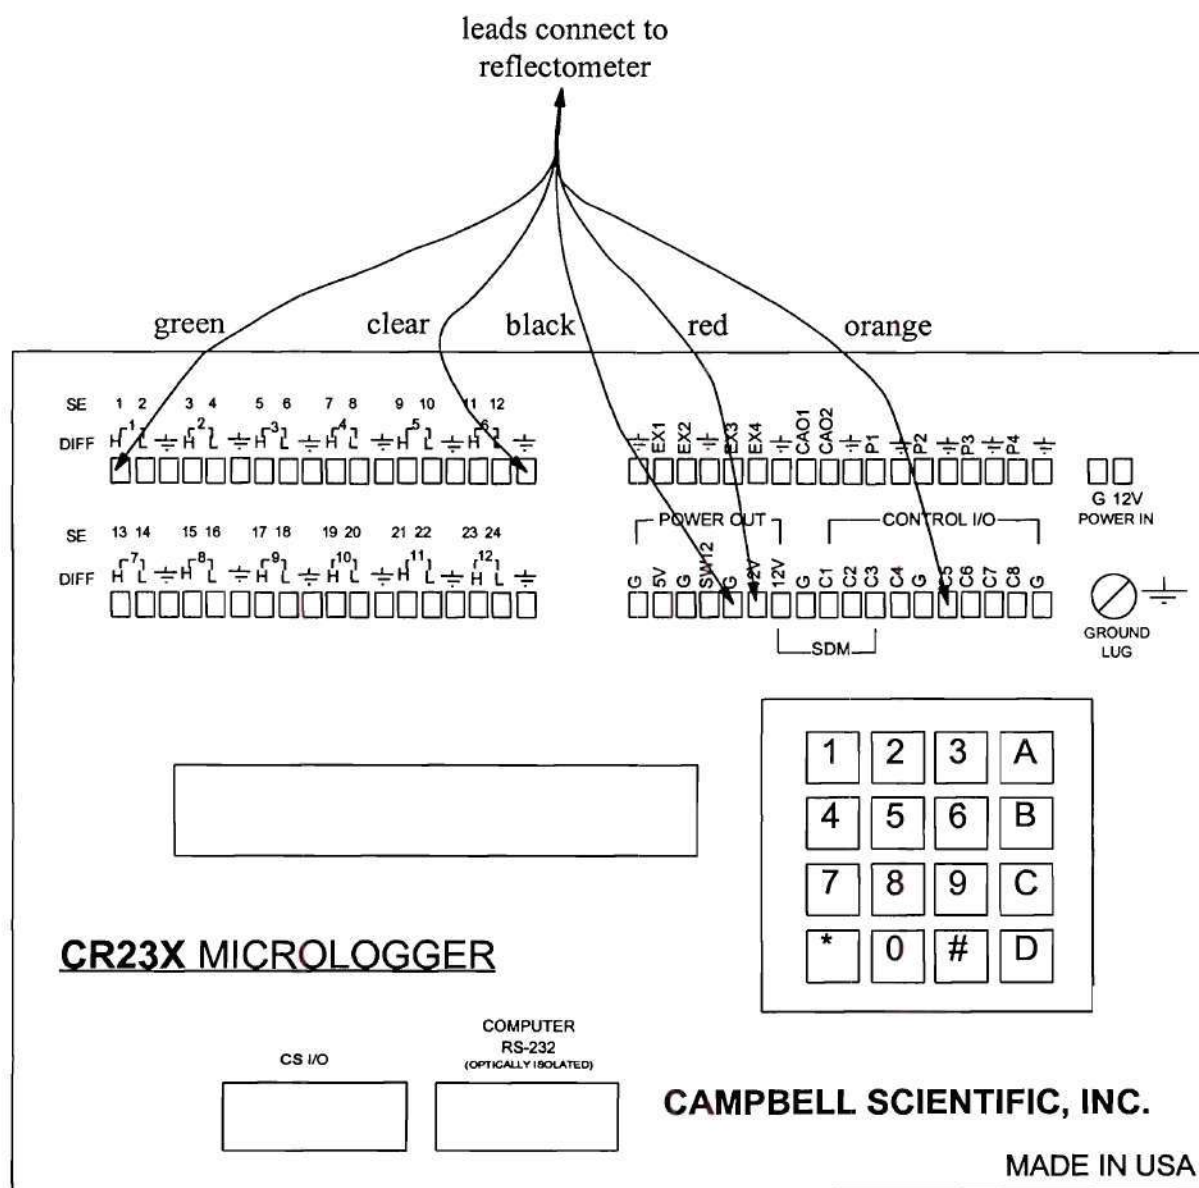 leads connect to
reflectometer
green clear black red orange
SE 1 2 3 4 5 6 7 8 9 10 11 12
1 2 3 4 5 6
DIFF H L H L H L H L H L H L
EX1 EX2 EX3 EX4 CAO1 CAO2 P1 P2 P3 P4
G 12V
POWER IN
POWER OUT CONTROL I/O
SE 13 14 15 16 17 18 19 20 21 22 23 24
7 8 9 10 11 12
DIFF H L H L H L H L H L H L
G 5V G SW12 G 12V 12V G C1 C2 C3 C4 G C5 C6 C7 C8 G
SDM
GROUND
LUG
1 2 3 A
4 5 6 B
7 8 9 C
* 0 # D
CR23X MICROLOGGER
CS I/O
COMPUTER
RS-232
(OPTICALLY ISOLATED)
CAMPBELL SCIENTIFIC, INC.
MADE IN USA